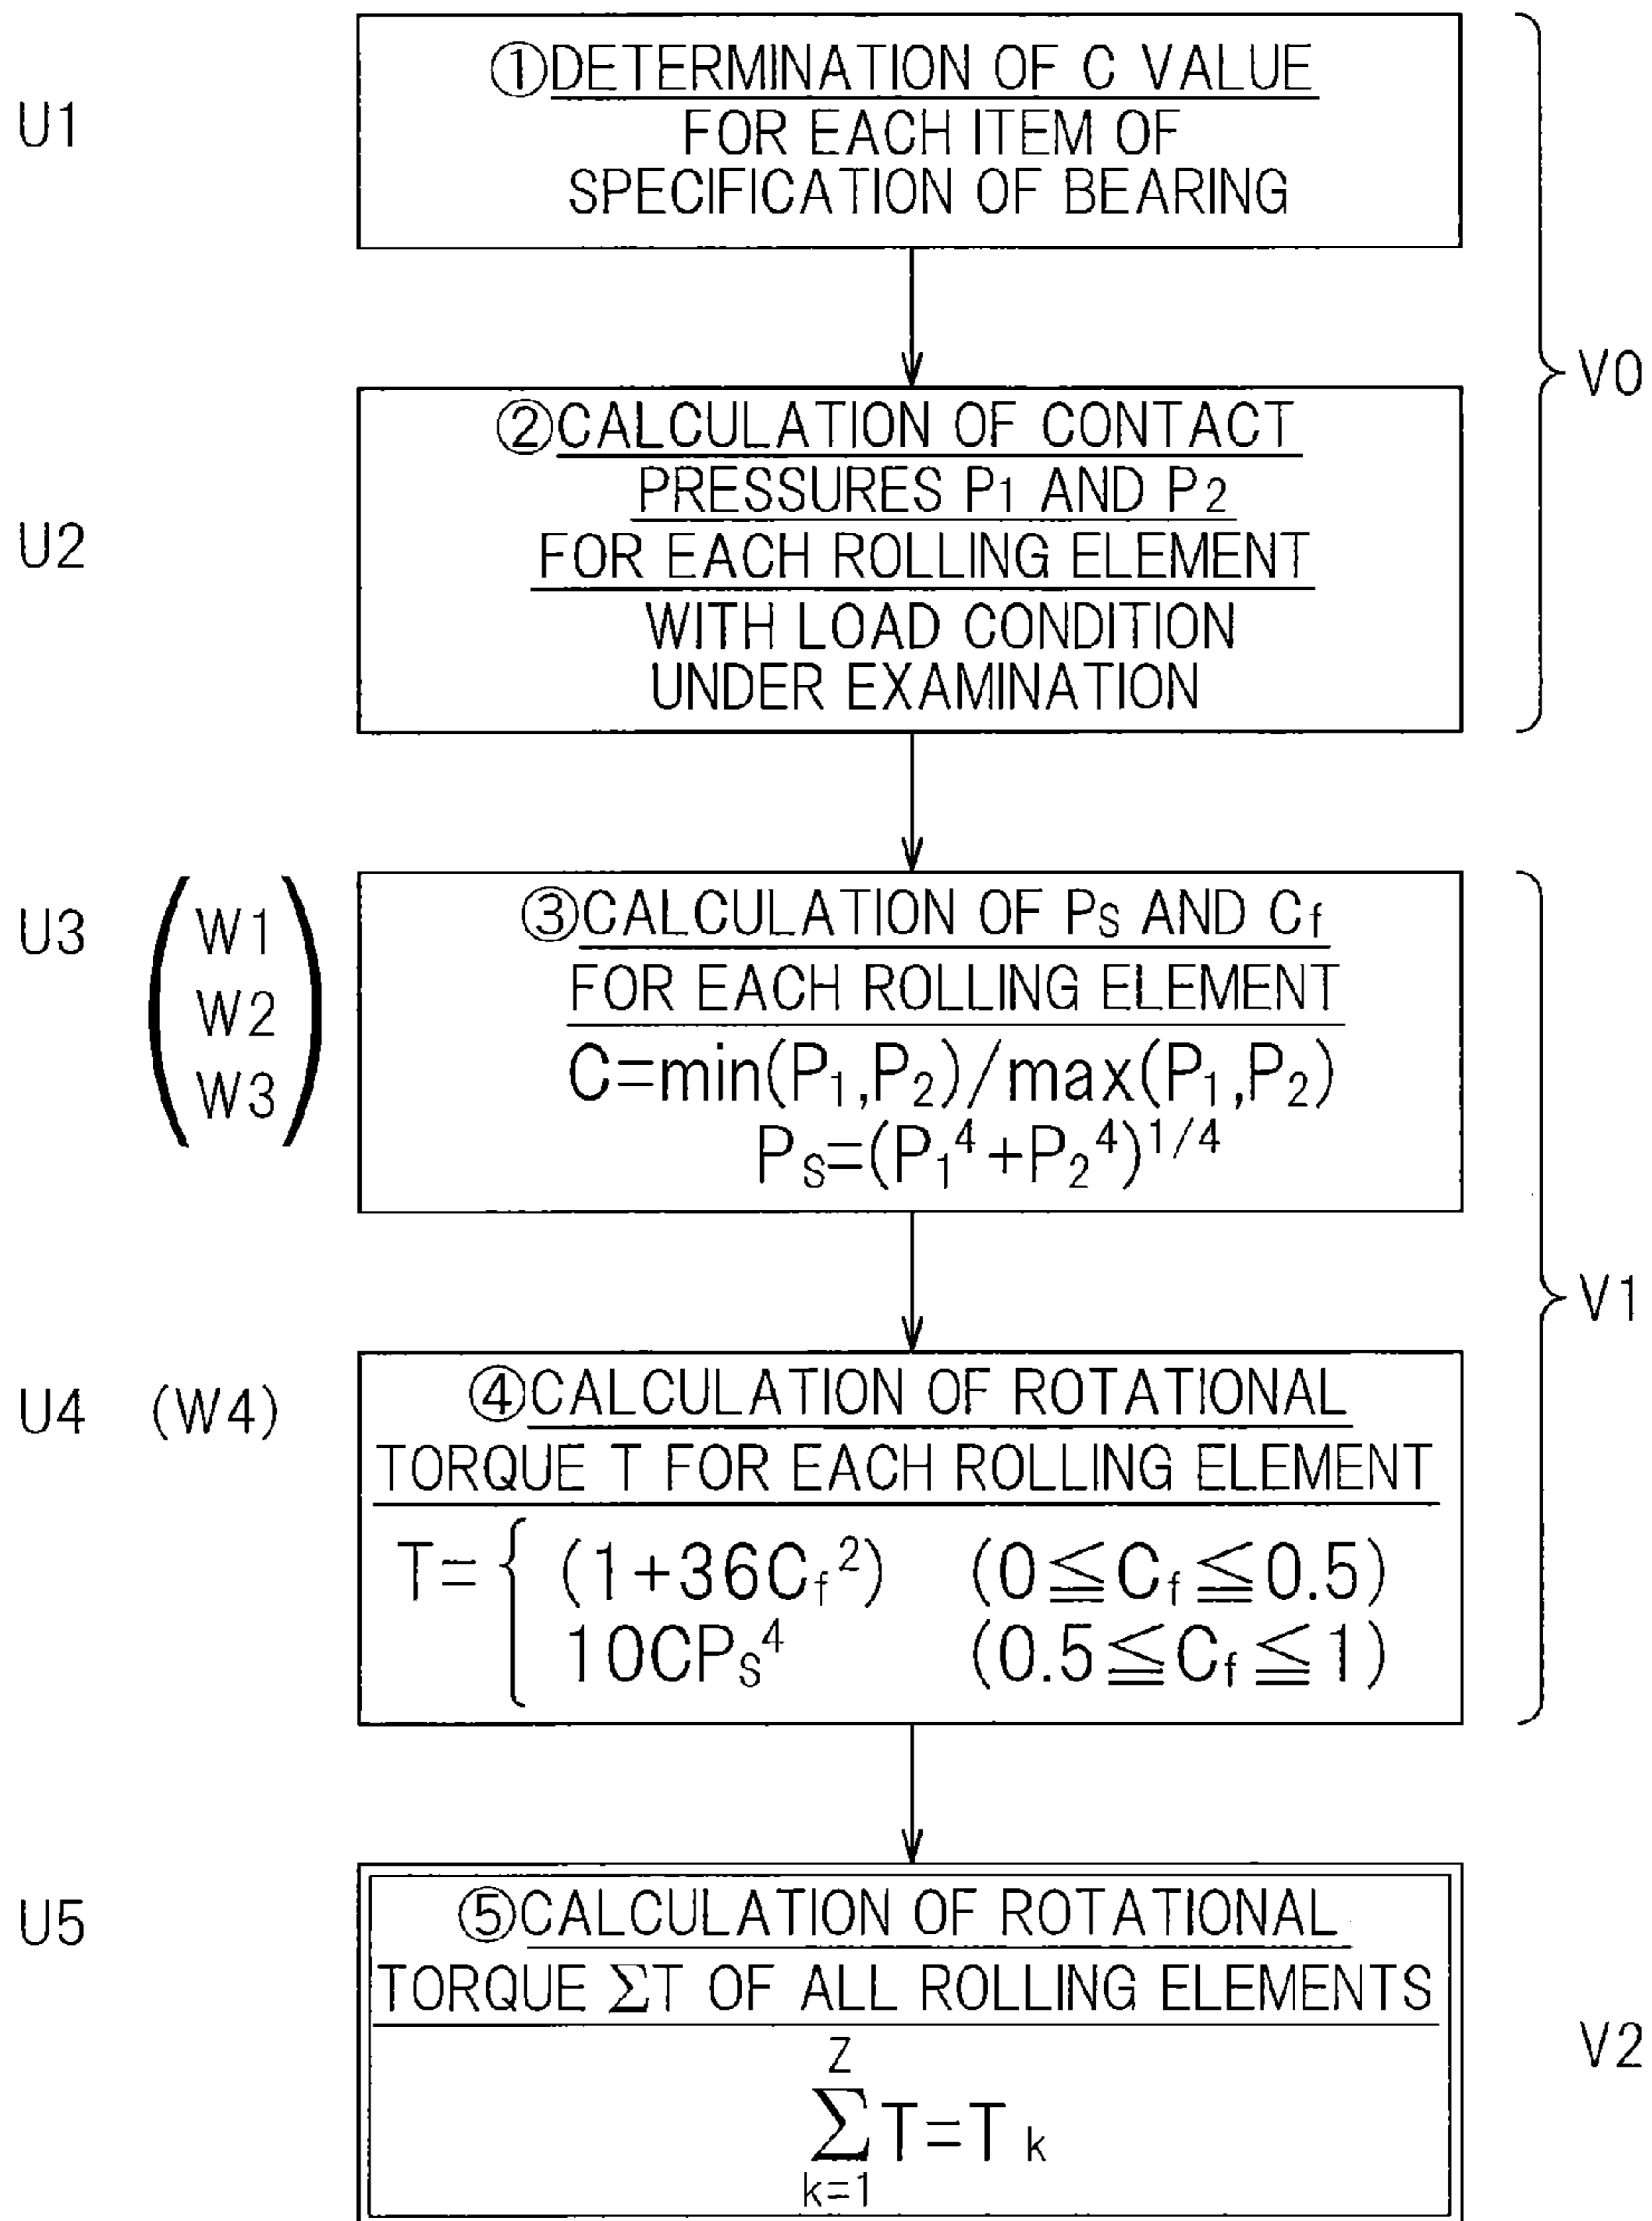 U1
①DETERMINATION OF C VALUE
FOR EACH ITEM OF
SPECIFICATION OF BEARING
V0
U2
②CALCULATION OF CONTACT
PRESSURES P1 AND P2
FOR EACH ROLLING ELEMENT
WITH LOAD CONDITION
UNDER EXAMINATION
U3
W1
W2
W3
③CALCULATION OF PS AND Cf
FOR EACH ROLLING ELEMENT
C=min(P₁,P₂)/max(P₁,P₂)
PS=(P₁⁴+P₂⁴)^1/4
V1
U4 (W4)
④CALCULATION OF ROTATIONAL
TORQUE T FOR EACH ROLLING ELEMENT
T={ (1+36Cf²) (0≦Cf≦0.5)
10CPS⁴ (0.5≦Cf≦1)
U5
⑤CALCULATION OF ROTATIONAL
TORQUE ΣT OF ALL ROLLING ELEMENTS
Z
ΣT=Tk
k=1
V2